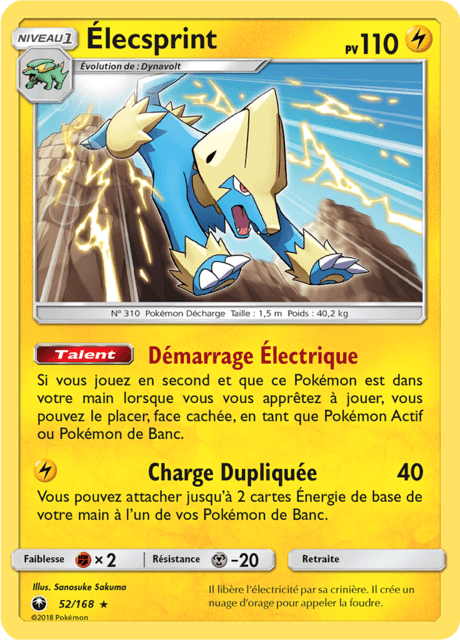 NIVEAU 1
Élecsprint
PV 110
Évolution de : Dynavolt
N° 310 Pokémon Décharge Taille : 1,5 m Poids : 40,2 kg
Talent Démarrage Électrique
Si vous jouez en second et que ce Pokémon est dans
votre main lorsque vous vous apprêtez à jouer, vous
pouvez le placer, face cachée, en tant que Pokémon Actif
ou Pokémon de Banc.
Charge Dupliquée 40
Vous pouvez attacher jusqu'à 2 cartes Énergie de base de
votre main à l'un de vos Pokémon de Banc.
Faiblesse ×2 Résistance -20 Retraite
Illus. Sanosuke Sakuma
52/168 ★
©2018 Pokémon
Il libère l'électricité par sa crinière. Il crée un
nuage d'orage pour appeler la foudre.